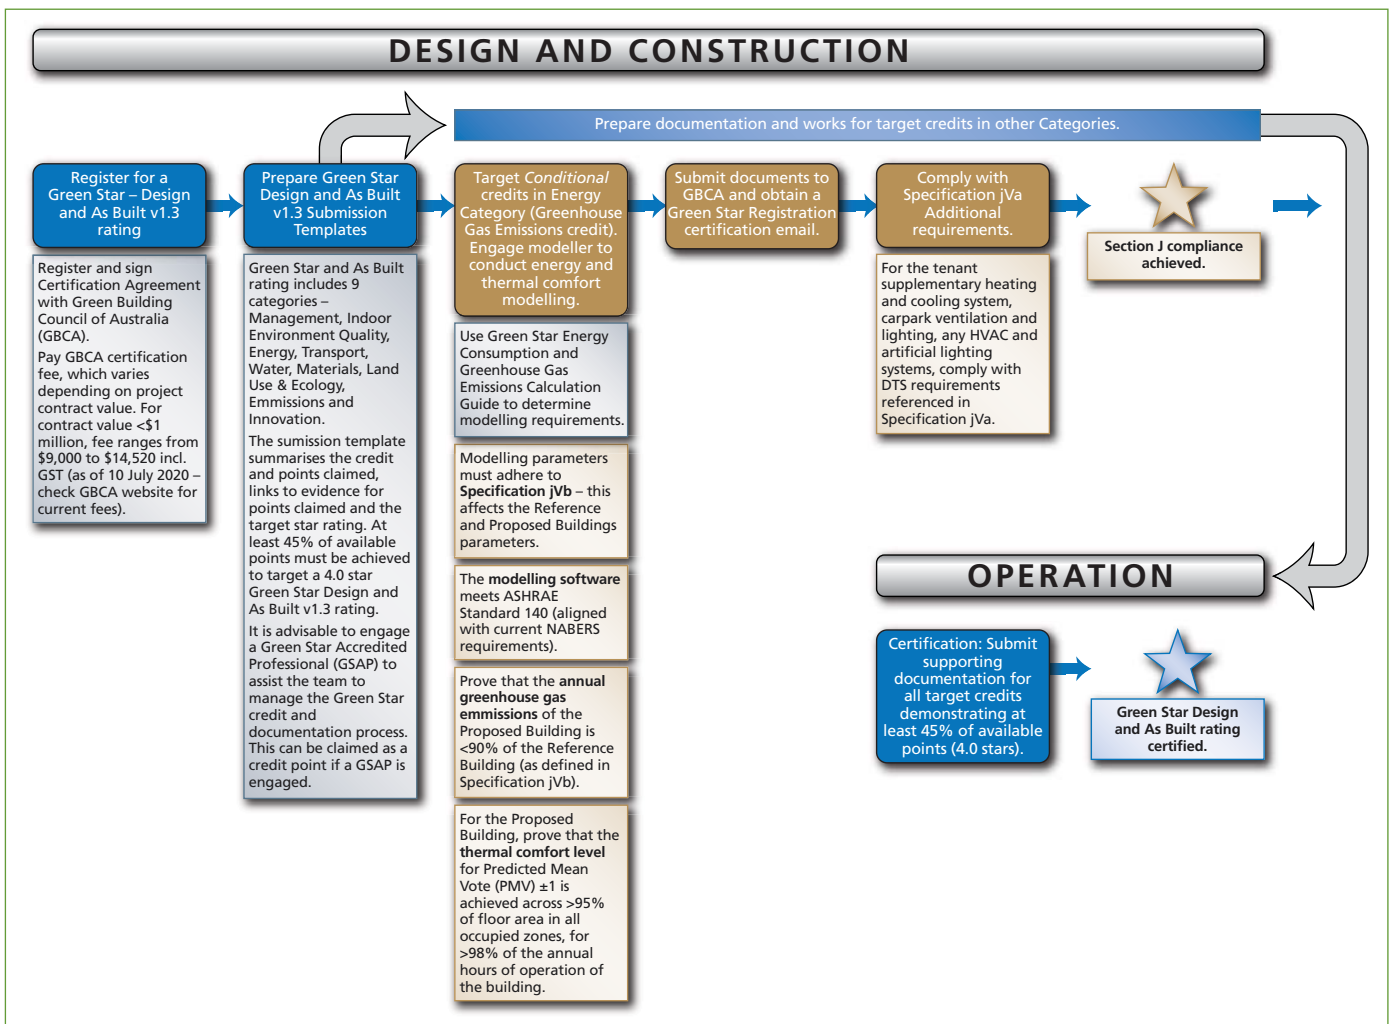 DESIGN AND CONSTRUCTION
Prepare documentation and works for target credits in other Categories.
Register for a
Green Star – Design
and As Built v1.3
rating
Register and sign
Certification Agreement
with Green Building
Council of Australia
(GBCA).
Pay GBCA certification
fee, which varies
depending on project
contract value. For
contract value <$1
million, fee ranges from
$9,000 to $14,520 incl.
GST (as of 10 July 2020 –
check GBCA website for
current fees).
Prepare Green Star
Design and As Built
v1.3 Submission
Templates
Green Star and As Built
rating includes 9
categories –
Management, Indoor
Environment Quality,
Energy, Transport,
Water, Materials, Land
Use & Ecology,
Emmissions and
Innovation.
The sumission template
summarises the credit
and points claimed,
links to evidence for
points claimed and the
target star rating. At
least 45% of available
points must be achieved
to target a 4.0 star
Green Star Design and
As Built v1.3 rating.
It is advisable to engage
a Green Star Accredited
Professional (GSAP) to
assist the team to
manage the Green Star
credit and
documentation process.
This can be claimed as a
credit point if a GSAP is
engaged.
Target Conditional
credits in Energy
Category (Greenhouse
Gas Emissions credit).
Engage modeller to
conduct energy and
thermal comfort
modelling.
Use Green Star Energy
Consumption and
Greenhouse Gas
Emissions Calculation
Guide to determine
modelling requirements.
Modelling parameters
must adhere to
Specification jVb – this
affects the Reference
and Proposed Buildings
parameters.
The modelling software
meets ASHRAE
Standard 140 (aligned
with current NABERS
requirements).
Prove that the annual
greenhouse gas
emmissions of the
Proposed Building is
<90% of the Reference
Building (as defined in
Specification jVb).
For the Proposed
Building, prove that the
thermal comfort level
for Predicted Mean
Vote (PMV) ±1 is
achieved across >95%
of floor area in all
occupied zones, for
>98% of the annual
hours of operation of
the building.
Submit documents to
GBCA and obtain a
Green Star Registration
certification email.
Comply with
Specification jVa
Additional
requirements.
For the tenant
supplementary heating
and cooling system,
carpark ventilation and
lighting, any HVAC and
artificial lighting
systems, comply with
DTS requirements
referenced in
Specification jVa.
Section J compliance
achieved.
OPERATION
Certification: Submit
supporting
documentation for
all target credits
demonstrating at
least 45% of available
points (4.0 stars).
Green Star Design
and As Built rating
certified.